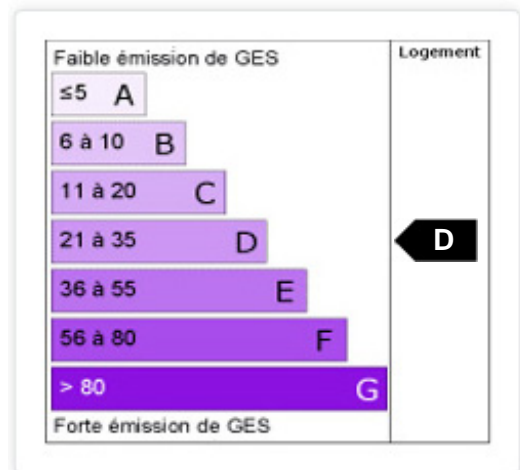 Faible émission de GES
Logement
≤5 A
6 à 10 B
11 à 20 C
21 à 35 D
D
36 à 55 E
56 à 80 F
> 80 G
Forte émission de GES